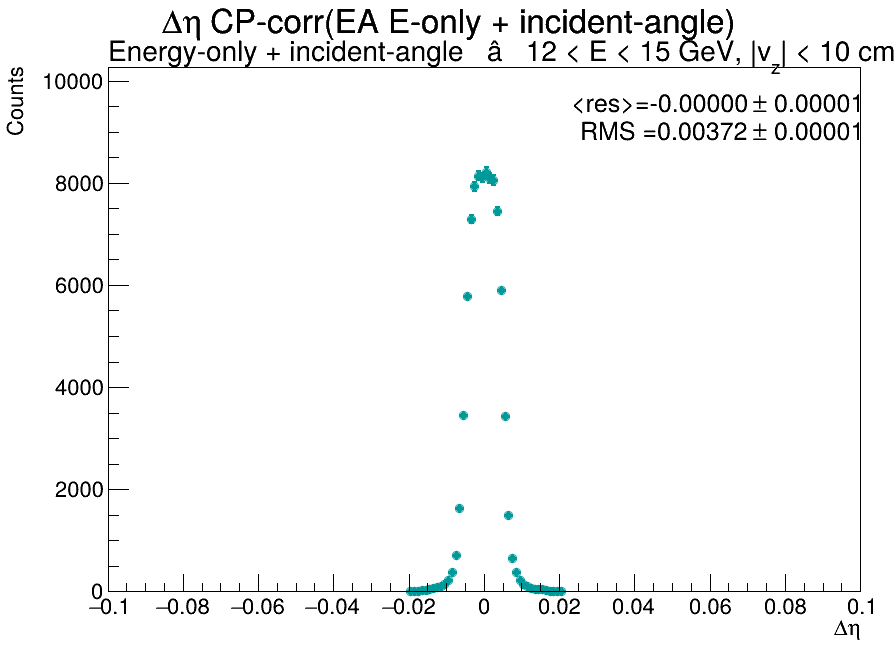 Δη CP-corr(EA E-only + incident-angle)
Energy-only + incident-angle â 12 < E < 15 GeV, |v_z| < 10 cm
<res>=-0.00000 ± 0.00001
RMS =0.00372 ± 0.00001
Counts
10000
8000
6000
4000
2000
0
−0.1 −0.08 −0.06 −0.04 −0.02 0 0.02 0.04 0.06 0.08 0.1
Δη